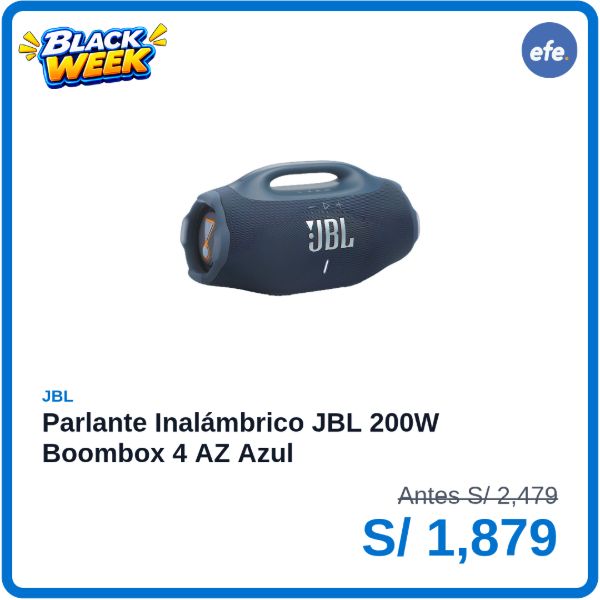 BLACK
WEEK
efe.
JBL
JBL
Parlante Inalámbrico JBL 200W
Boombox 4 AZ Azul
Antes S/ 2,479
S/ 1,879